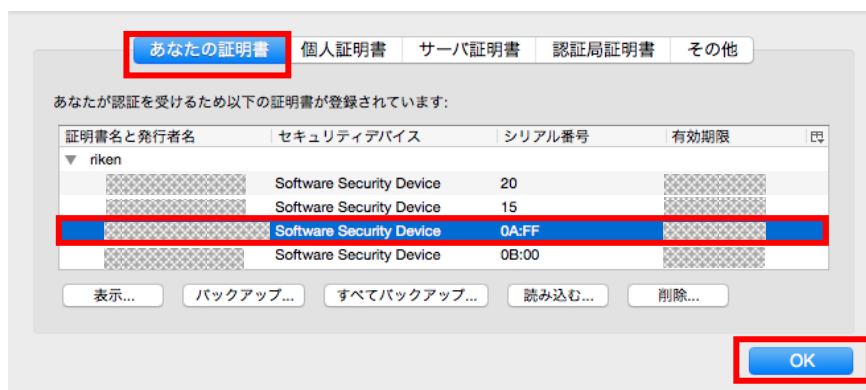 あなたの証明書 個人証明書 サーバ証明書 認証局証明書 その他
あなたが認証を受けるため以下の証明書が登録されています:
証明書名と発行者名 セキュリティデバイス シリアル番号 有効期限
riken
Software Security Device 20
Software Security Device 15
Software Security Device 0A:FF
Software Security Device 0B:00
表示... バックアップ... すべてバックアップ... 読み込む... 削除...
OK